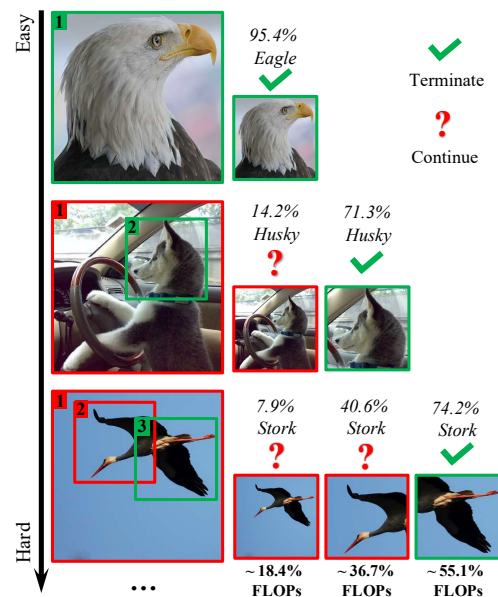 Easy
1
95.4%
Eagle
✓
Terminate
?
Continue
1
2
14.2%
Husky
?
71.3%
Husky
✓
1
2
3
7.9%
Stork
?
40.6%
Stork
?
74.2%
Stork
✓
Hard
...
~18.4%
FLOPs
~36.7%
FLOPs
~55.1%
FLOPs